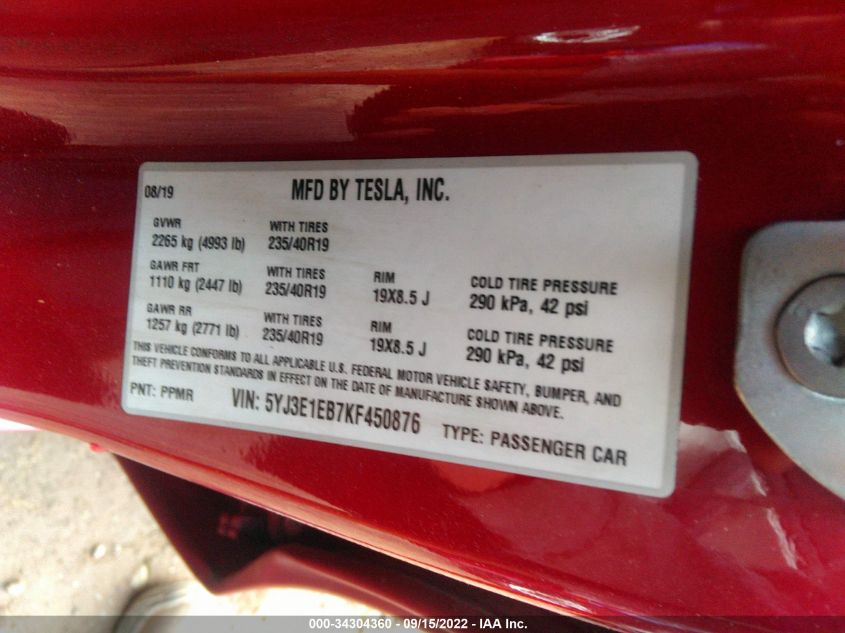 08/19 MFD BY TESLA, INC.
GVWR WITH TIRES
2265 kg (4993 lb) 235/40R19
GAWR FRT WITH TIRES RIM COLD TIRE PRESSURE
1110 kg (2447 lb) 235/40R19 19X8.5 J 290 kPa, 42 psi
GAWR RR WITH TIRES RIM COLD TIRE PRESSURE
1257 kg (2771 lb) 235/40R19 19X8.5 J 290 kPa, 42 psi
THIS VEHICLE CONFORMS TO ALL APPLICABLE U.S. FEDERAL MOTOR VEHICLE SAFETY, BUMPER, AND
THEFT PREVENTION STANDARDS IN EFFECT ON THE DATE OF MANUFACTURE SHOWN ABOVE.
PNT: PPMR VIN: 5YJ3E1EB7KF450876 TYPE: PASSENGER CAR
000-34304360 - 09/15/2022 - IAA Inc.